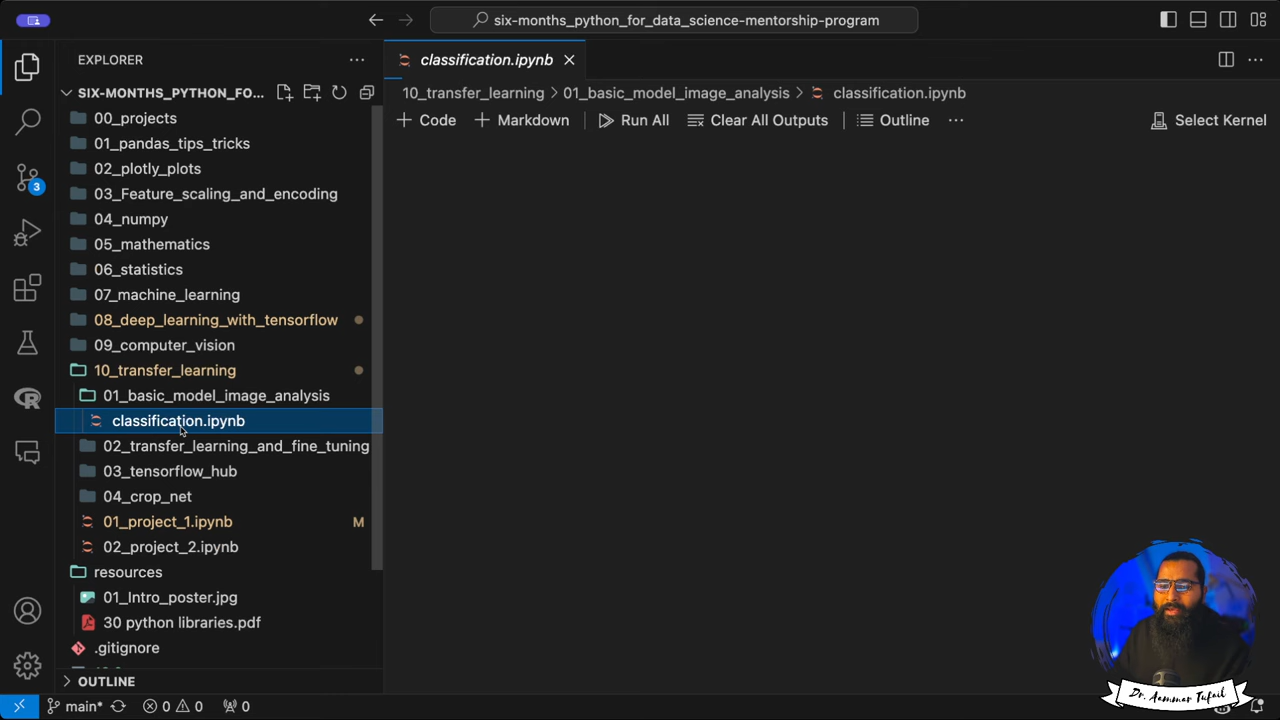 six-months_python_for_data_science-mentorship-program
EXPLORER
classification.ipynb
SIX-MONTHS_PYTHON_FO...
10_transfer_learning > 01_basic_model_image_analysis > classification.ipynb
Code
Markdown
Run All
Clear All Outputs
Outline
Select Kernel
00_projects
01_pandas_tips_tricks
02_plotly_plots
3
03_Feature_scaling_and_encoding
04_numpy
05_mathematics
06_statistics
07_machine_learning
08_deep_learning_with_tensorflow
09_computer_vision
10_transfer_learning
01_basic_model_image_analysis
classification.ipynb
02_transfer_learning_and_fine_tuning
03_tensorflow_hub
04_crop_net
01_project_1.ipynb M
02_project_2.ipynb
resources
01_Intro_poster.jpg
30 python libraries.pdf
.gitignore
OUTLINE
main*
0
0
0
Dr. Aammar Tufail